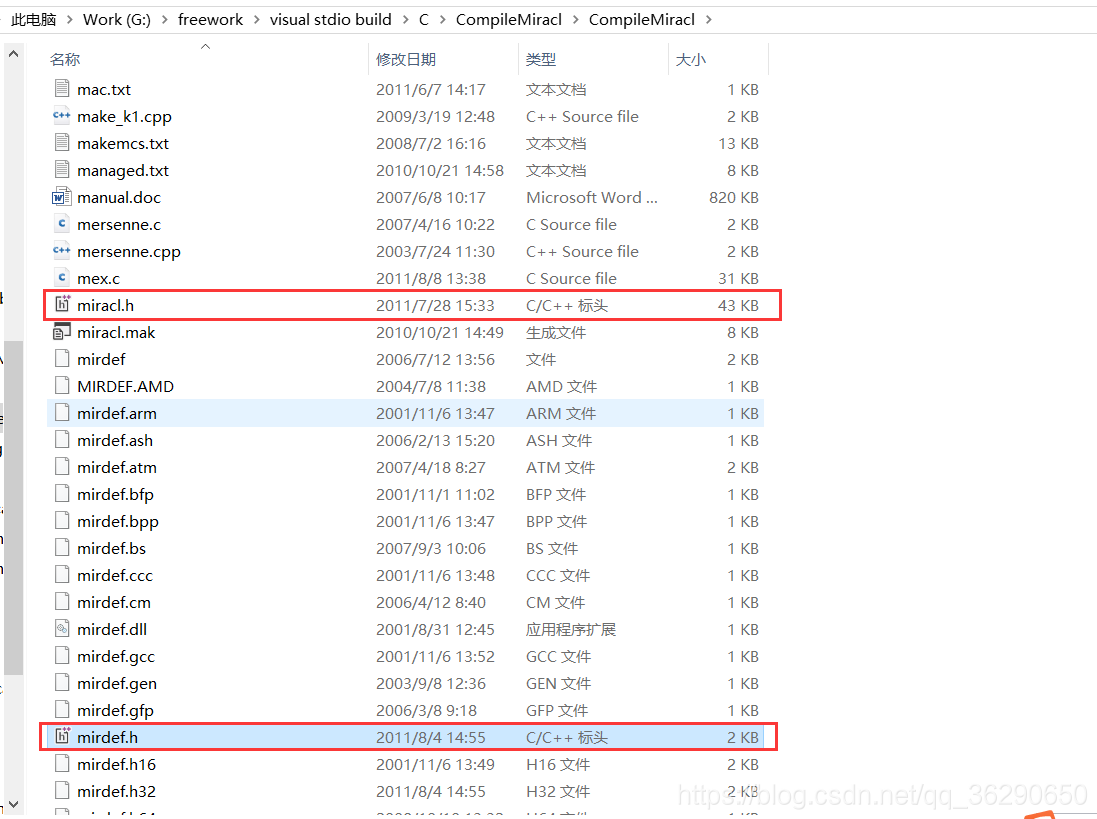 此电脑 > Work (G:) > freework > visual stdio build > C > CompileMiracl > CompileMiracl >
名称 修改日期 类型 大小
mac.txt 2011/6/7 14:17 文本文档 1 KB
make_k1.cpp 2009/3/19 12:48 C++ Source file 2 KB
makemcs.txt 2008/7/2 16:16 文本文档 13 KB
managed.txt 2010/10/21 14:58 文本文档 8 KB
manual.doc 2007/6/8 10:17 Microsoft Word ... 820 KB
mersenne.c 2007/4/16 10:22 C Source file 2 KB
mersenne.cpp 2003/7/24 11:30 C++ Source file 2 KB
mex.c 2011/8/8 13:38 C Source file 31 KB
miracl.h 2011/7/28 15:33 C/C++ 标头 43 KB
miracl.mak 2010/10/21 14:49 生成文件 8 KB
mirdef 2006/7/12 13:56 文件 2 KB
MIRDEF.AMD 2004/7/8 11:38 AMD 文件 1 KB
mirdef.arm 2001/11/6 13:47 ARM 文件 1 KB
mirdef.ash 2006/2/13 15:20 ASH 文件 1 KB
mirdef.atm 2007/4/18 8:27 ATM 文件 2 KB
mirdef.bfp 2001/11/1 11:02 BFP 文件 1 KB
mirdef.bpp 2001/11/6 13:47 BPP 文件 1 KB
mirdef.bs 2007/9/3 10:06 BS 文件 1 KB
mirdef.ccc 2001/11/6 13:48 CCC 文件 1 KB
mirdef.cm 2006/4/12 8:40 CM 文件 1 KB
mirdef.dll 2001/8/31 12:45 应用程序扩展 1 KB
mirdef.gcc 2001/11/6 13:52 GCC 文件 1 KB
mirdef.gen 2003/9/8 12:36 GEN 文件 1 KB
mirdef.gfp 2006/3/8 9:18 GFP 文件 1 KB
mirdef.h 2011/8/4 14:55 C/C++ 标头 2 KB
mirdef.h16 2001/11/6 13:49 H16 文件 2 KB
mirdef.h32 2011/8/4 14:55 H32 文件 2 KB
https://blog.csdn.net/qq_36290650